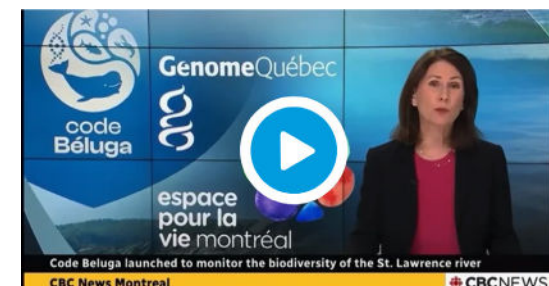 GenomeQuébec
code
Béluga
espace
pour la
vie montréal
Code Beluga launched to monitor the biodiversity of the St. Lawrence river
CBC News Montreal
CBCNEWS